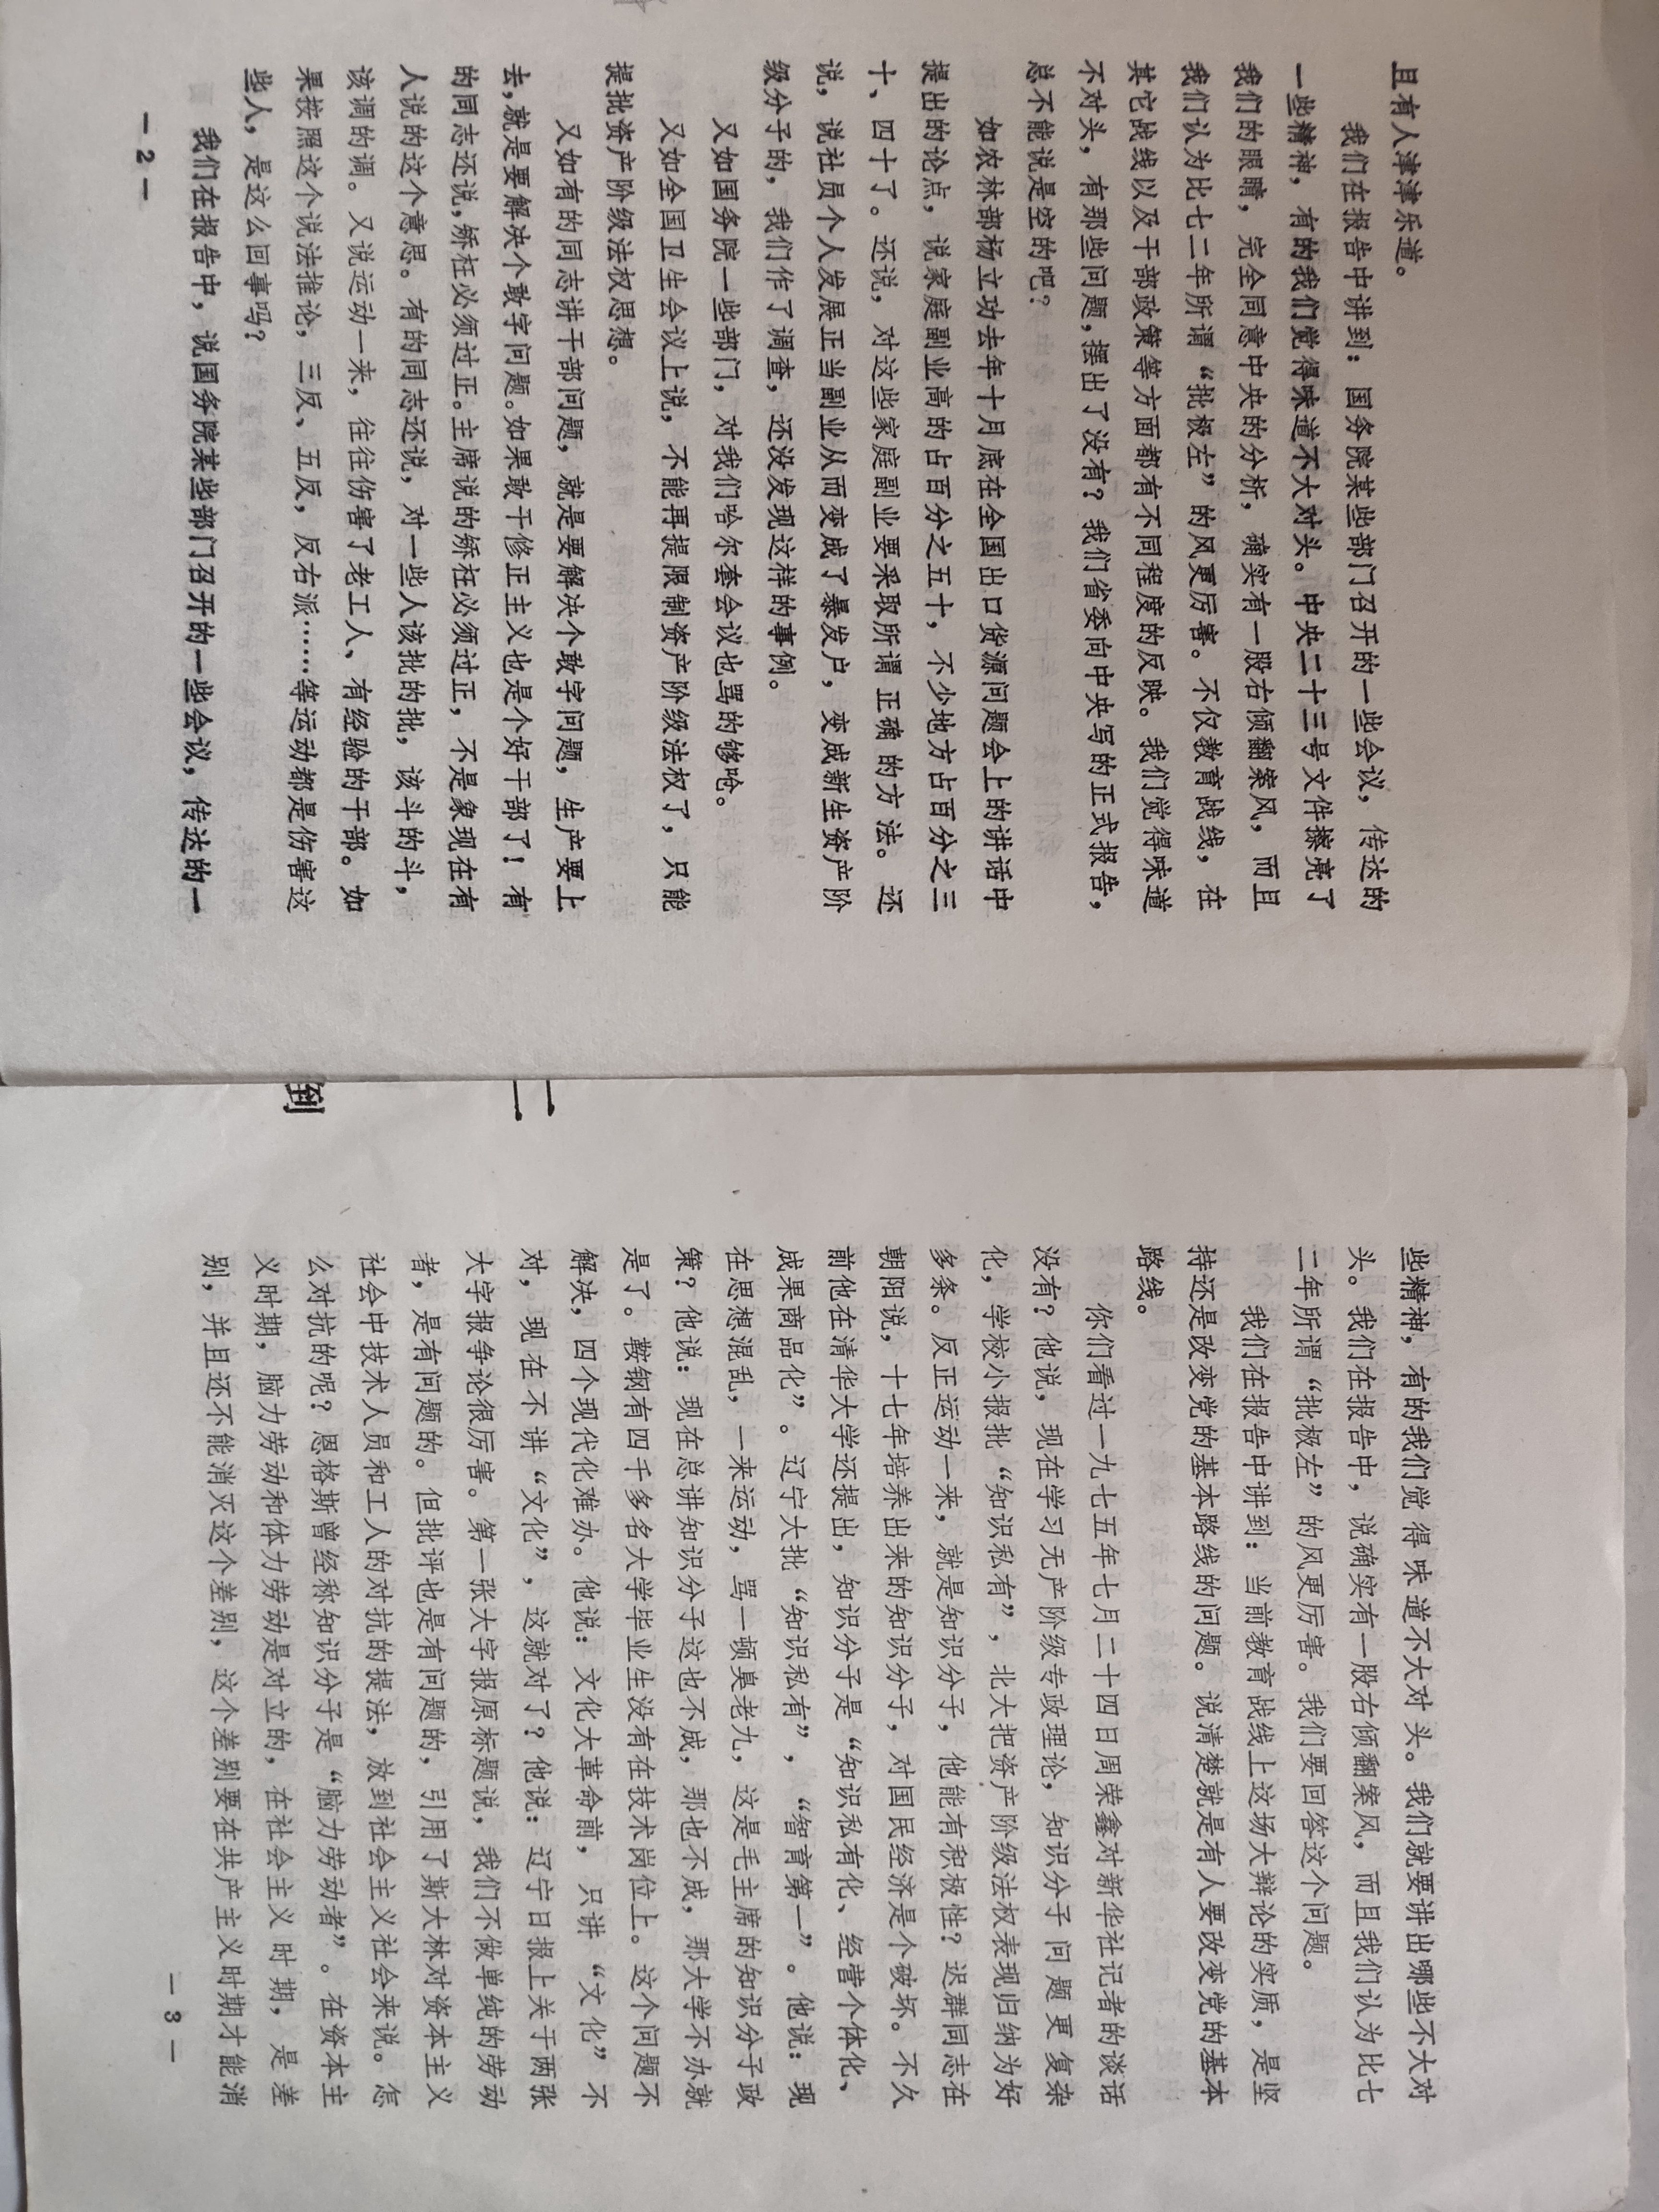 且有人津津乐道。
我们在报告中讲到：国务院某些部门召开的一些会议，传达的
一些精神，有的我们觉得味道不大对头。中央二十三号文件擦亮了
我们的眼睛，完全同意中央的分析，确实有一股右倾翻案风，而且
我们认为比七二年所谓“批极左”的风更厉害。不仅教育战线，在
其它战线以及干部政策等方面都有不同程度的反映。我们觉得味道
不对头，有那些问题，摆出了没有？我们省委向中央写的正式报告，
总不能说是空的吧？
如农林部杨立功去年十月底在全国出口货源问题会上的讲话中
提出的论点，说家庭副业高的占百分之五十，不少地方占百分之三
十、四十了。还说，对这些家庭副业要采取所谓正确的方法。还
说，说社员个人发展正当副业从而变成了暴发户，变成新生资产阶
级分子的，我们作了调查，还没发现这样的事例。
又如国务院一些部门，对我们哈尔套会议也骂的够呛。
又如全国卫生会议上说，不能再提限制资产阶级法权了，只能
提批资产阶级法权思想。
又如有的同志讲干部问题，就是要解决个敢字问题，生产要上
去，就是要解决个敢字问题。如果敢于修正主义也是个好干部了！有
的同志还说，矫枉必须过正。主席说的矫枉必须过正，不是象现在有
人说的这个意思。有的同志还说，对一些人该批的批，该斗的斗，
该调的调。又说运动一来，往往伤害了老工人、有经验的干部。如
果按照这个说法推论，三反、五反，反右派……等运动都是伤害这
些人，是这么回事吗？
我们在报告中，说国务院某些部门召开的一些会议，传达的一
— 2 —
二
到
些精神，有的我们觉得味道不大对头。我们就要讲出哪些不大对
头。我们在报告中，说确实有一股右倾翻案风，而且我们认为比七
二年所谓“批极左”的风更厉害。我们要回答这个问题。
我们在报告中讲到：当前教育战线上这场大辩论的实质，是坚
持还是改变党的基本路线的问题。说清楚就是有人要改变党的基本
路线。
你们看过一九七五年七月二十四日周荣鑫对新华社记者的谈话
没有？他说，现在学习无产阶级专政理论，知识分子问题更复杂
化，学校小报批“知识私有”，北大把资产阶级法权表现归纳为好
多条。反正运动一来，就是知识分子，他能有积极性？迟群同志在
朝阳说，十七年培养出来的知识分子，对国民经济是个破坏。不久
前他在清华大学还提出，知识分子是“知识私有化、经营个体化、
成果商品化”。辽宁大批“知识私有”，“智育第一”。他说：现
在思想混乱，一来运动，骂一顿臭老九，这是毛主席的知识分子政
策？他说：现在总讲知识分子这也不成，那也不成，那大学不办就
是了。鞍钢有四千多名大学毕业生没有在技术岗位上。这个问题不
解决，四个现代化难办。他说：文化大革命前，只讲“文化”不
对，现在不讲“文化”，这就对了？他说：辽宁日报上关于两张
大字报争论很厉害。第一张大字报原标题说，我们不做单纯的劳动
者，是有问题的。但批评也是有问题的，引用了斯大林对资本主义
社会中技术人员和工人的对抗的提法，放到社会主义社会来说。怎
么对抗的呢？恩格斯曾经称知识分子是“脑力劳动者”。在资本主
义时期，脑力劳动和体力劳动是对立的，在社会主义时期，是差
别，并且还不能消灭这个差别，这个差别要在共产主义时期才能消
— 3 —